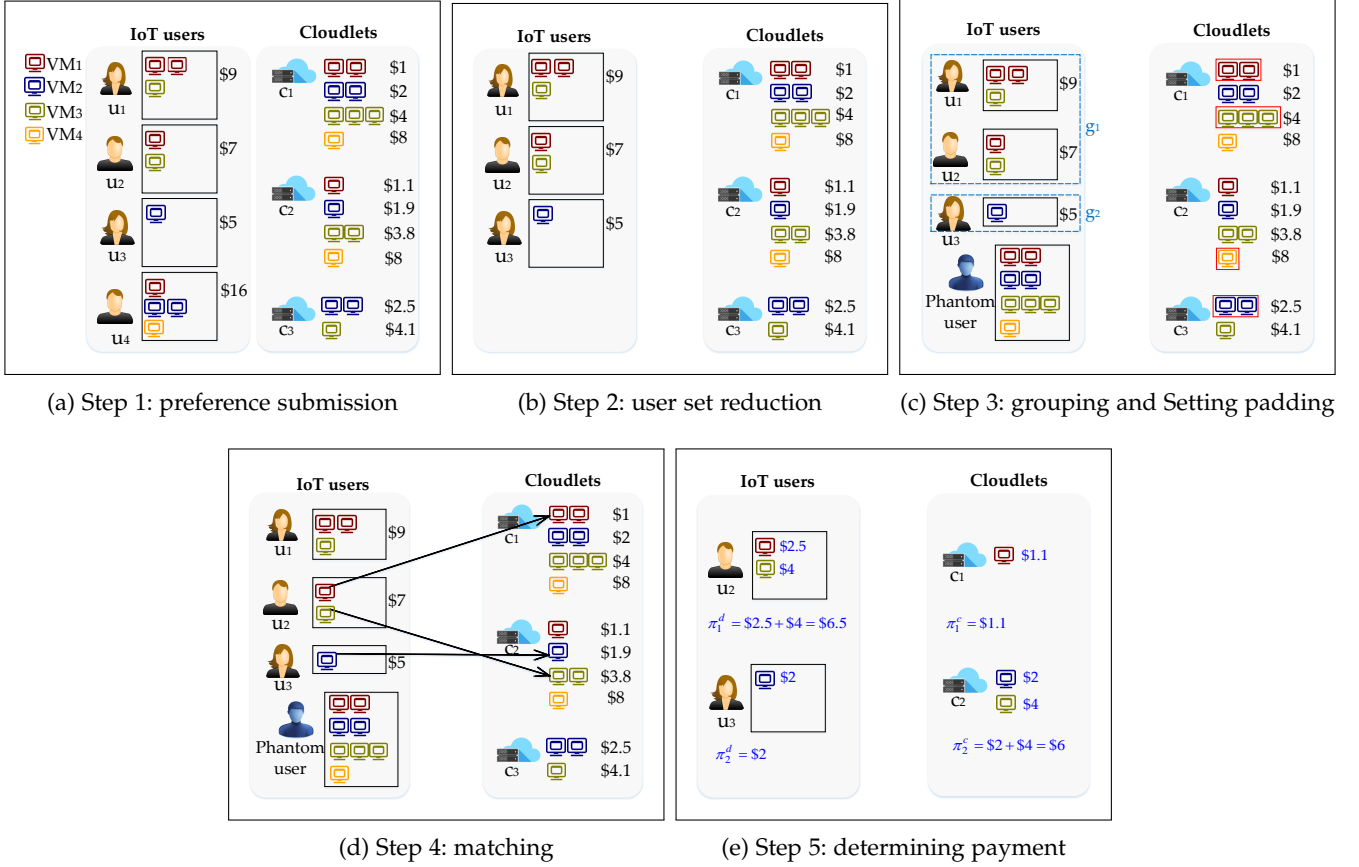 IoT users
Cloudlets
VM1
VM2
VM3
VM4
u1
$9
u2
$7
u3
$5
u4
$16
c1
$1
$2
$4
$8
c2
$1.1
$1.9
$3.8
$8
c3
$2.5
$4.1
(a) Step 1: preference submission
IoT users
Cloudlets
u1
$9
u2
$7
u3
$5
c1
$1
$2
$4
$8
c2
$1.1
$1.9
$3.8
$8
c3
$2.5
$4.1
(b) Step 2: user set reduction
IoT users
Cloudlets
u1
$9
g1
u2
$7
u3
$5
g2
Phantom
user
c1
$1
$2
$4
$8
c2
$1.1
$1.9
$3.8
$8
c3
$2.5
$4.1
(c) Step 3: grouping and Setting padding
IoT users
Cloudlets
u1
$9
u2
$7
u3
$5
Phantom
user
c1
$1
$2
$4
$8
c2
$1.1
$1.9
$3.8
$8
c3
$2.5
$4.1
(d) Step 4: matching
IoT users
Cloudlets
u2
$2.5
$4
π₁ᵈ = $2.5 + $4 = $6.5
u3
$2
π₂ᵈ = $2
c1
$1.1
π₁ᶜ = $1.1
c2
$2
$4
π₂ᶜ = $2 + $4 = $6
(e) Step 5: determining payment